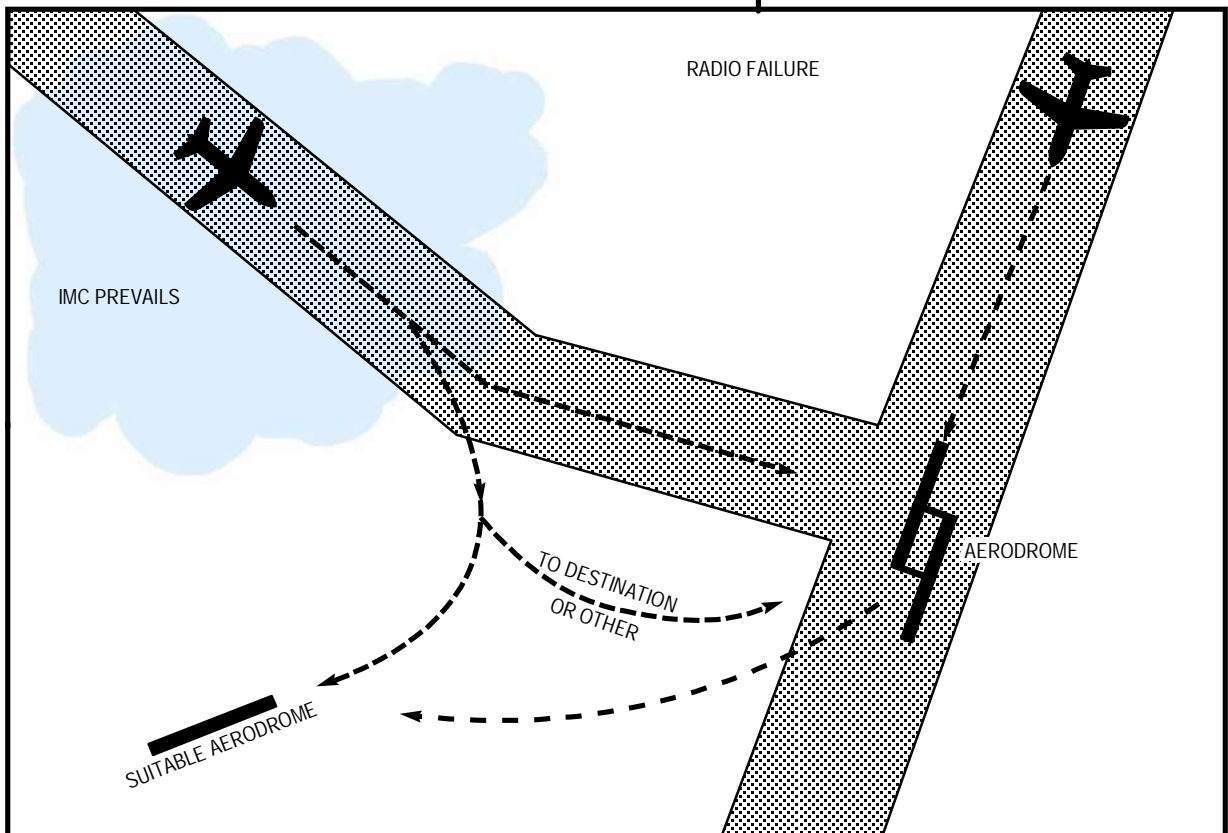 RADIO FAILURE
IMC PREVAILS
AERODROME
TO DESTINATION
OR OTHER
SUITABLE AERODROME